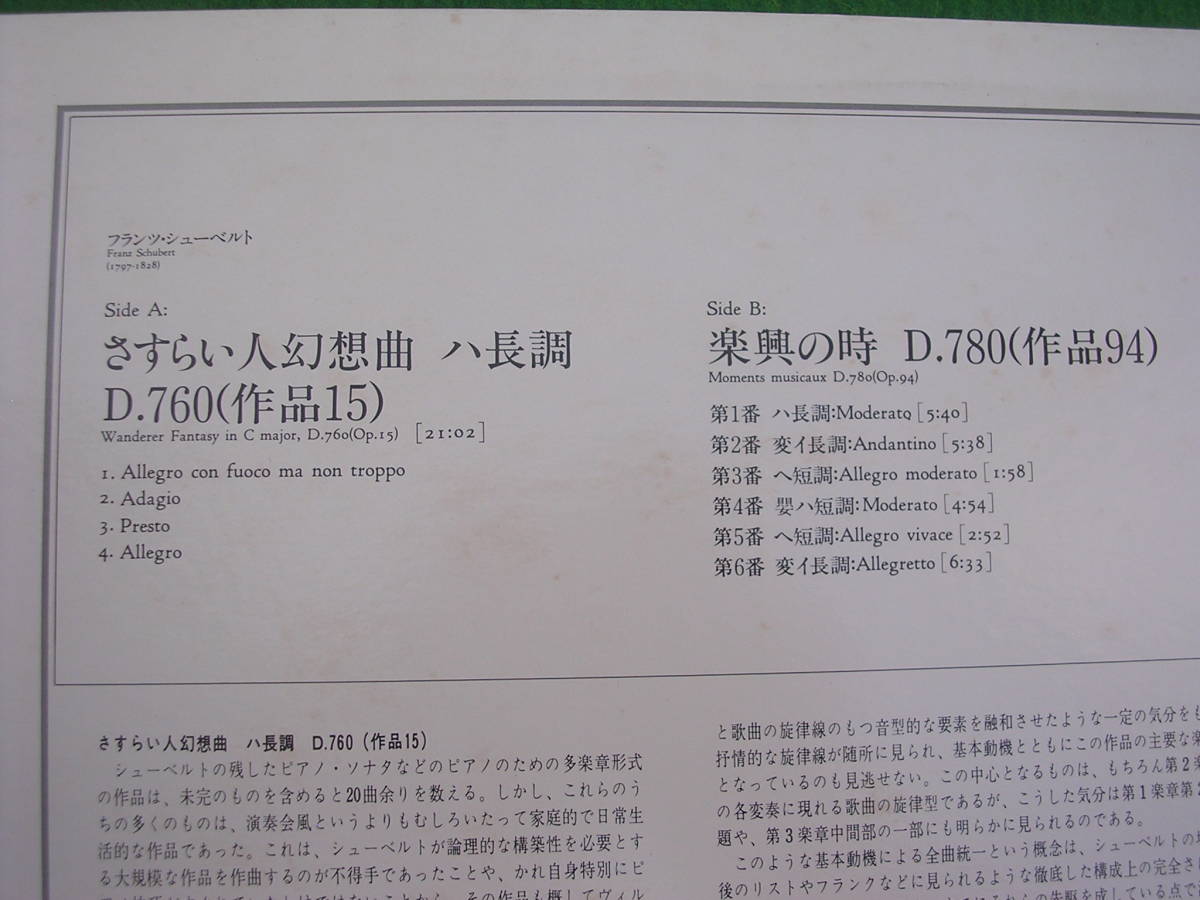 フランツ・シューベルト
Franz Schubert
(1797-1828)
Side A:
さすらい人幻想曲 ハ長調
D.760(作品15)
Wanderer Fantasy in C major, D.760(Op.15) [21:02]
1. Allegro con fuoco ma non troppo
2. Adagio
3. Presto
4. Allegro
Side B:
楽興の時 D.780(作品94)
Moments musicaux D.780(Op.94)
第1番 ハ長調:Moderato [5:40]
第2番 変イ長調:Andantino [5:38]
第3番 ヘ短調:Allegro moderato [1:58]
第4番 嬰ハ短調:Moderato [4:54]
第5番 ヘ短調:Allegro vivace [2:52]
第6番 変イ長調:Allegretto [6:33]
さすらい人幻想曲 ハ長調 D.760 (作品15)
シューベルトの残したピアノ・ソナタなどのピアノのための多楽章形式
の作品は、未完のものを含めると20曲余りを数える。しかし、これらのう
ちの多くのものは、演奏会風というよりもむしろいたって家庭的で日常生
活的な作品であった。これは、シューベルトが論理的な構築性を必要とす
る大規模な作品を作曲するのが不得手であったことや、かれ自身特別にピ
と歌曲の旋律線のもつ音型的な要素を融和させたような一定の気分をも
抒情的な旋律線が随所に見られ、基本動機とともにこの作品の主要な楽
となっているのも見逃せない。この中心となるものは、もちろん第2楽
の各変奏に現れる歌曲の旋律型であるが、こうした気分は第1楽章第2
題や、第3楽章中間部の一部にも明らかに見られるのである。
このような基本動機による全曲統一という概念は、シューベルトの
後のリストやフランクなどに見られるような徹底した構成上の完全さ